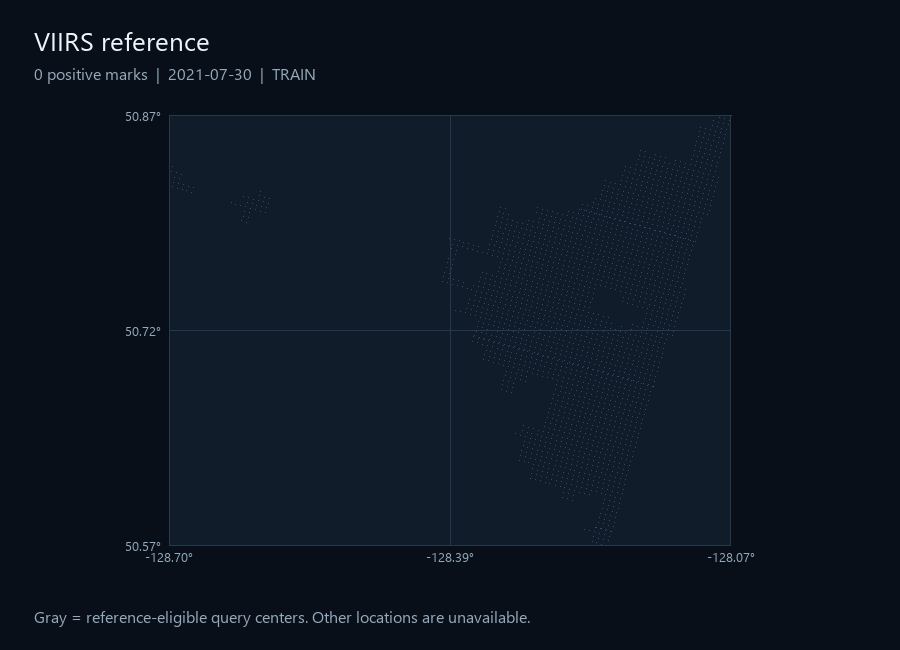 VIIRS reference
0 positive marks | 2021-07-30 | TRAIN
50.87°
50.72°
50.57°
-128.70°
-128.39°
-128.07°
Gray = reference-eligible query centers. Other locations are unavailable.